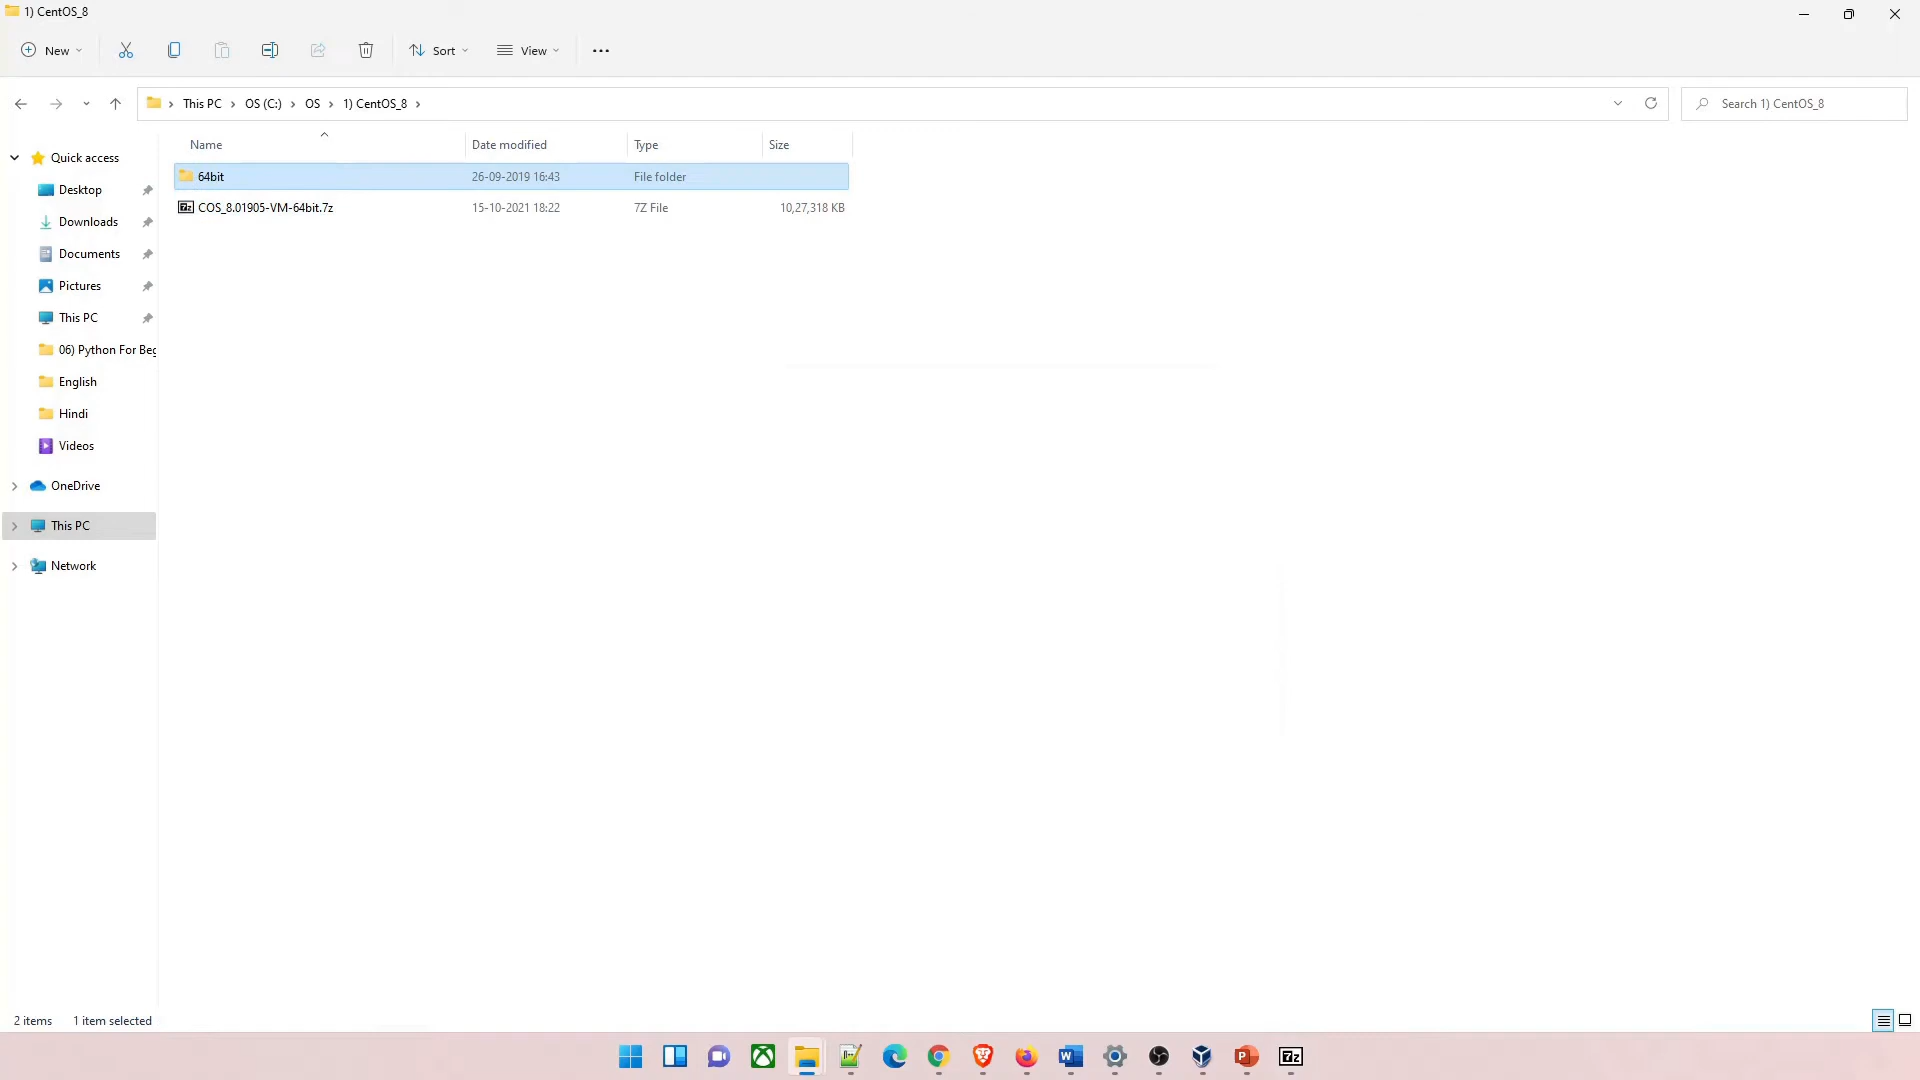 1) CentOS_8
New
Sort
View
This PC
OS (C:)
OS
1) CentOS_8
Search 1) CentOS_8
Name
Date modified
Type
Size
64bit
26-09-2019 16:43
File folder
7z
COS_8.01905-VM-64bit.7z
15-10-2021 18:22
7Z File
10,27,318 KB
Quick access
Desktop
Downloads
Documents
Pictures
This PC
06) Python For Beg
English
Hindi
Videos
OneDrive
This PC
Network
2 items
1 item selected
W
P
7z